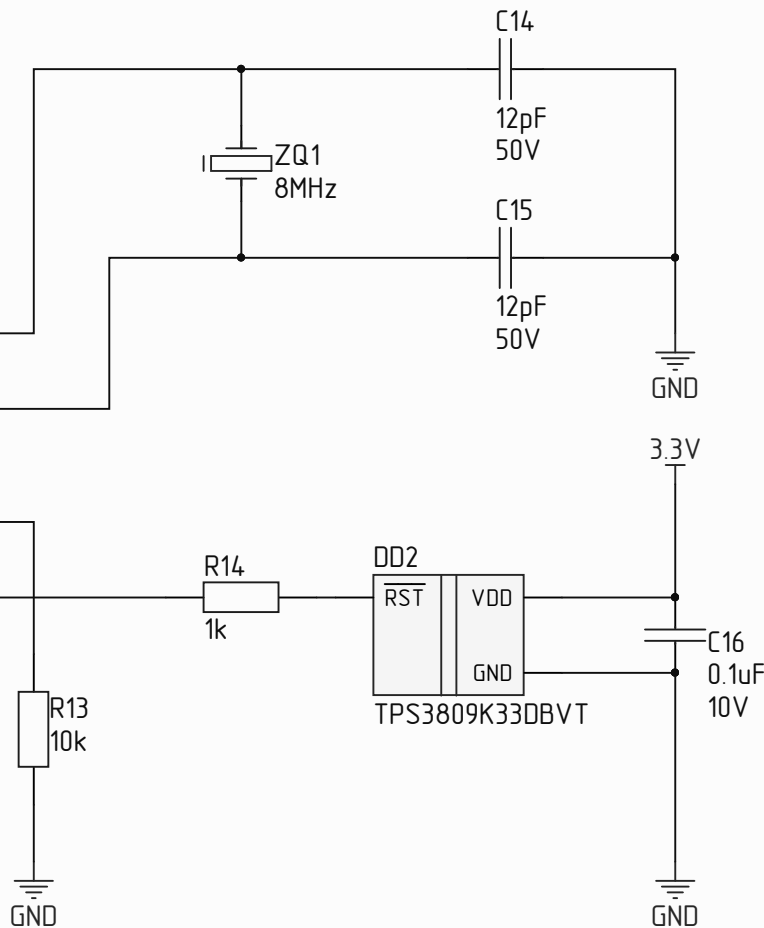 C14
12pF
50V
ZQ1
8MHz
C15
12pF
50V
GND
3.3V
DD2
R14
RST
VDD
1k
C16
GND
0.1uF
R13
10V
TPS3809K33DBVT
10k
GND
GND